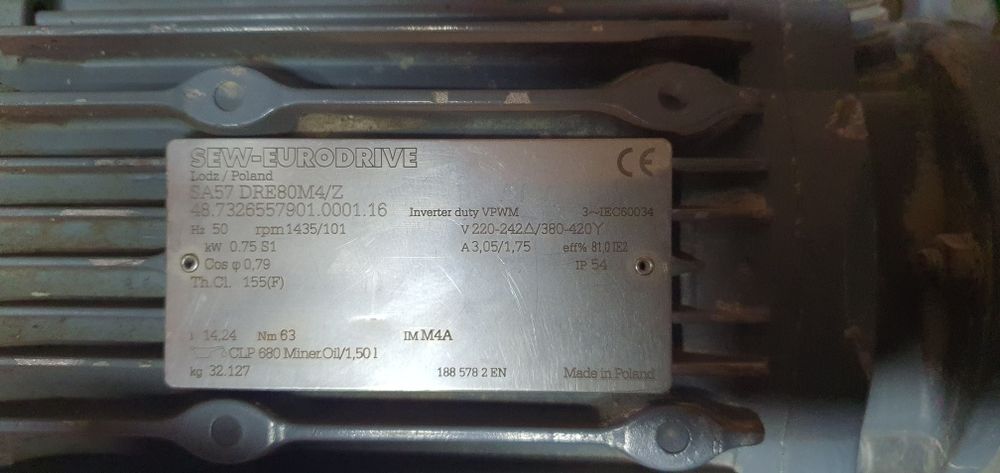 SEW-EURODRIVE CE
Lodz / Poland
SA57 DRE80M4/Z
48.7326557901.0001.16 Inverter duty VPWM 3~IEC60034
Hz 50 rpm 1435/101 V 220-242△/380-420Y
kW 0.75 S1 A 3,05/1,75 eff% 81,0 IE2
Cos φ 0,79 IP 54
Th.Cl. 155(F)
i 14,24 Nm 63 IM M4A
CLP 680 Miner.Oil/1,50 l
kg 32.127 188 578 2 EN Made in Poland